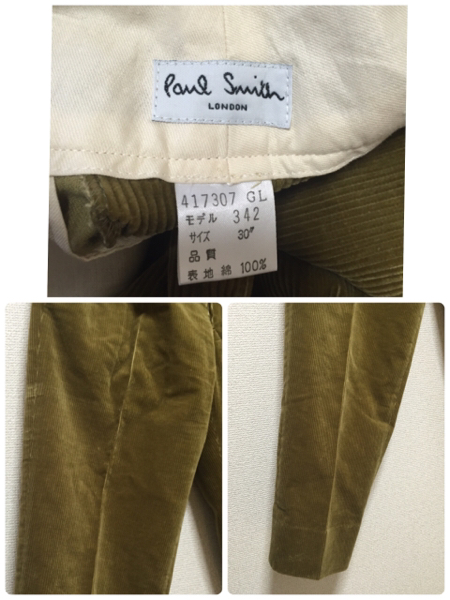 Paul Smith
LONDON
417307 GL
モデル 342
サイズ 30"
品質
表地 綿 100%